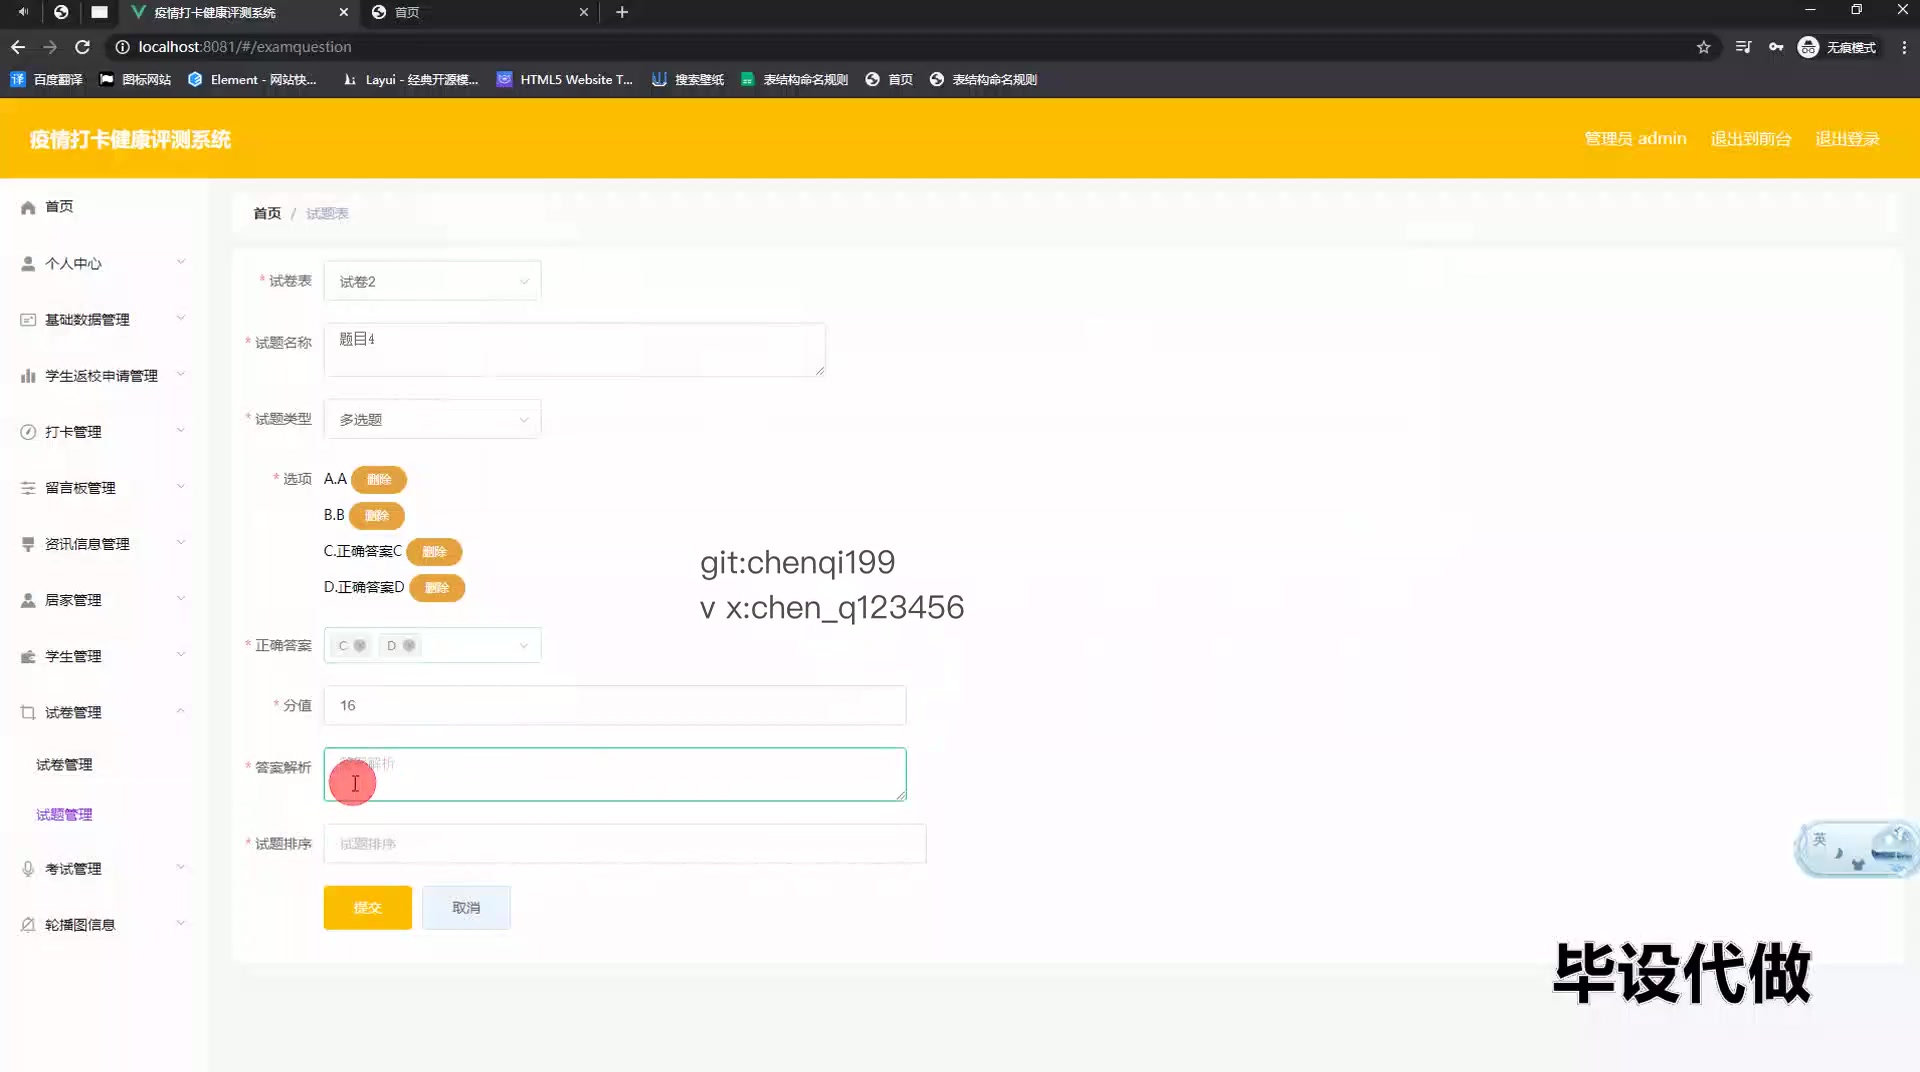 疫情打卡健康评测系统
首页
localhost:8081/#/examquestion
无痕模式
百度翻译
图标网站
Element - 网站快...
Layui - 经典开源模...
HTML5 Website T...
搜索壁纸
表结构命名规则
首页
表结构命名规则
疫情打卡健康评测系统
管理员 admin
退出到前台
退出登录
首页
个人中心
基础数据管理
学生返校申请管理
打卡管理
留言板管理
资讯信息管理
居家管理
学生管理
试卷管理
试卷管理
试题管理
考试管理
轮播图信息
首页 / 试题表
* 试卷表 试卷2
* 试题名称 题目4
* 试题类型 多选题
* 选项 A.A 删除
B.B 删除
C.正确答案C 删除
D.正确答案D 删除
* 正确答案 C D
* 分值 16
* 答案解析
* 试题排序 试题排序
提交 取消
git:chenqi199
v x:chen_q123456
英
毕设代做